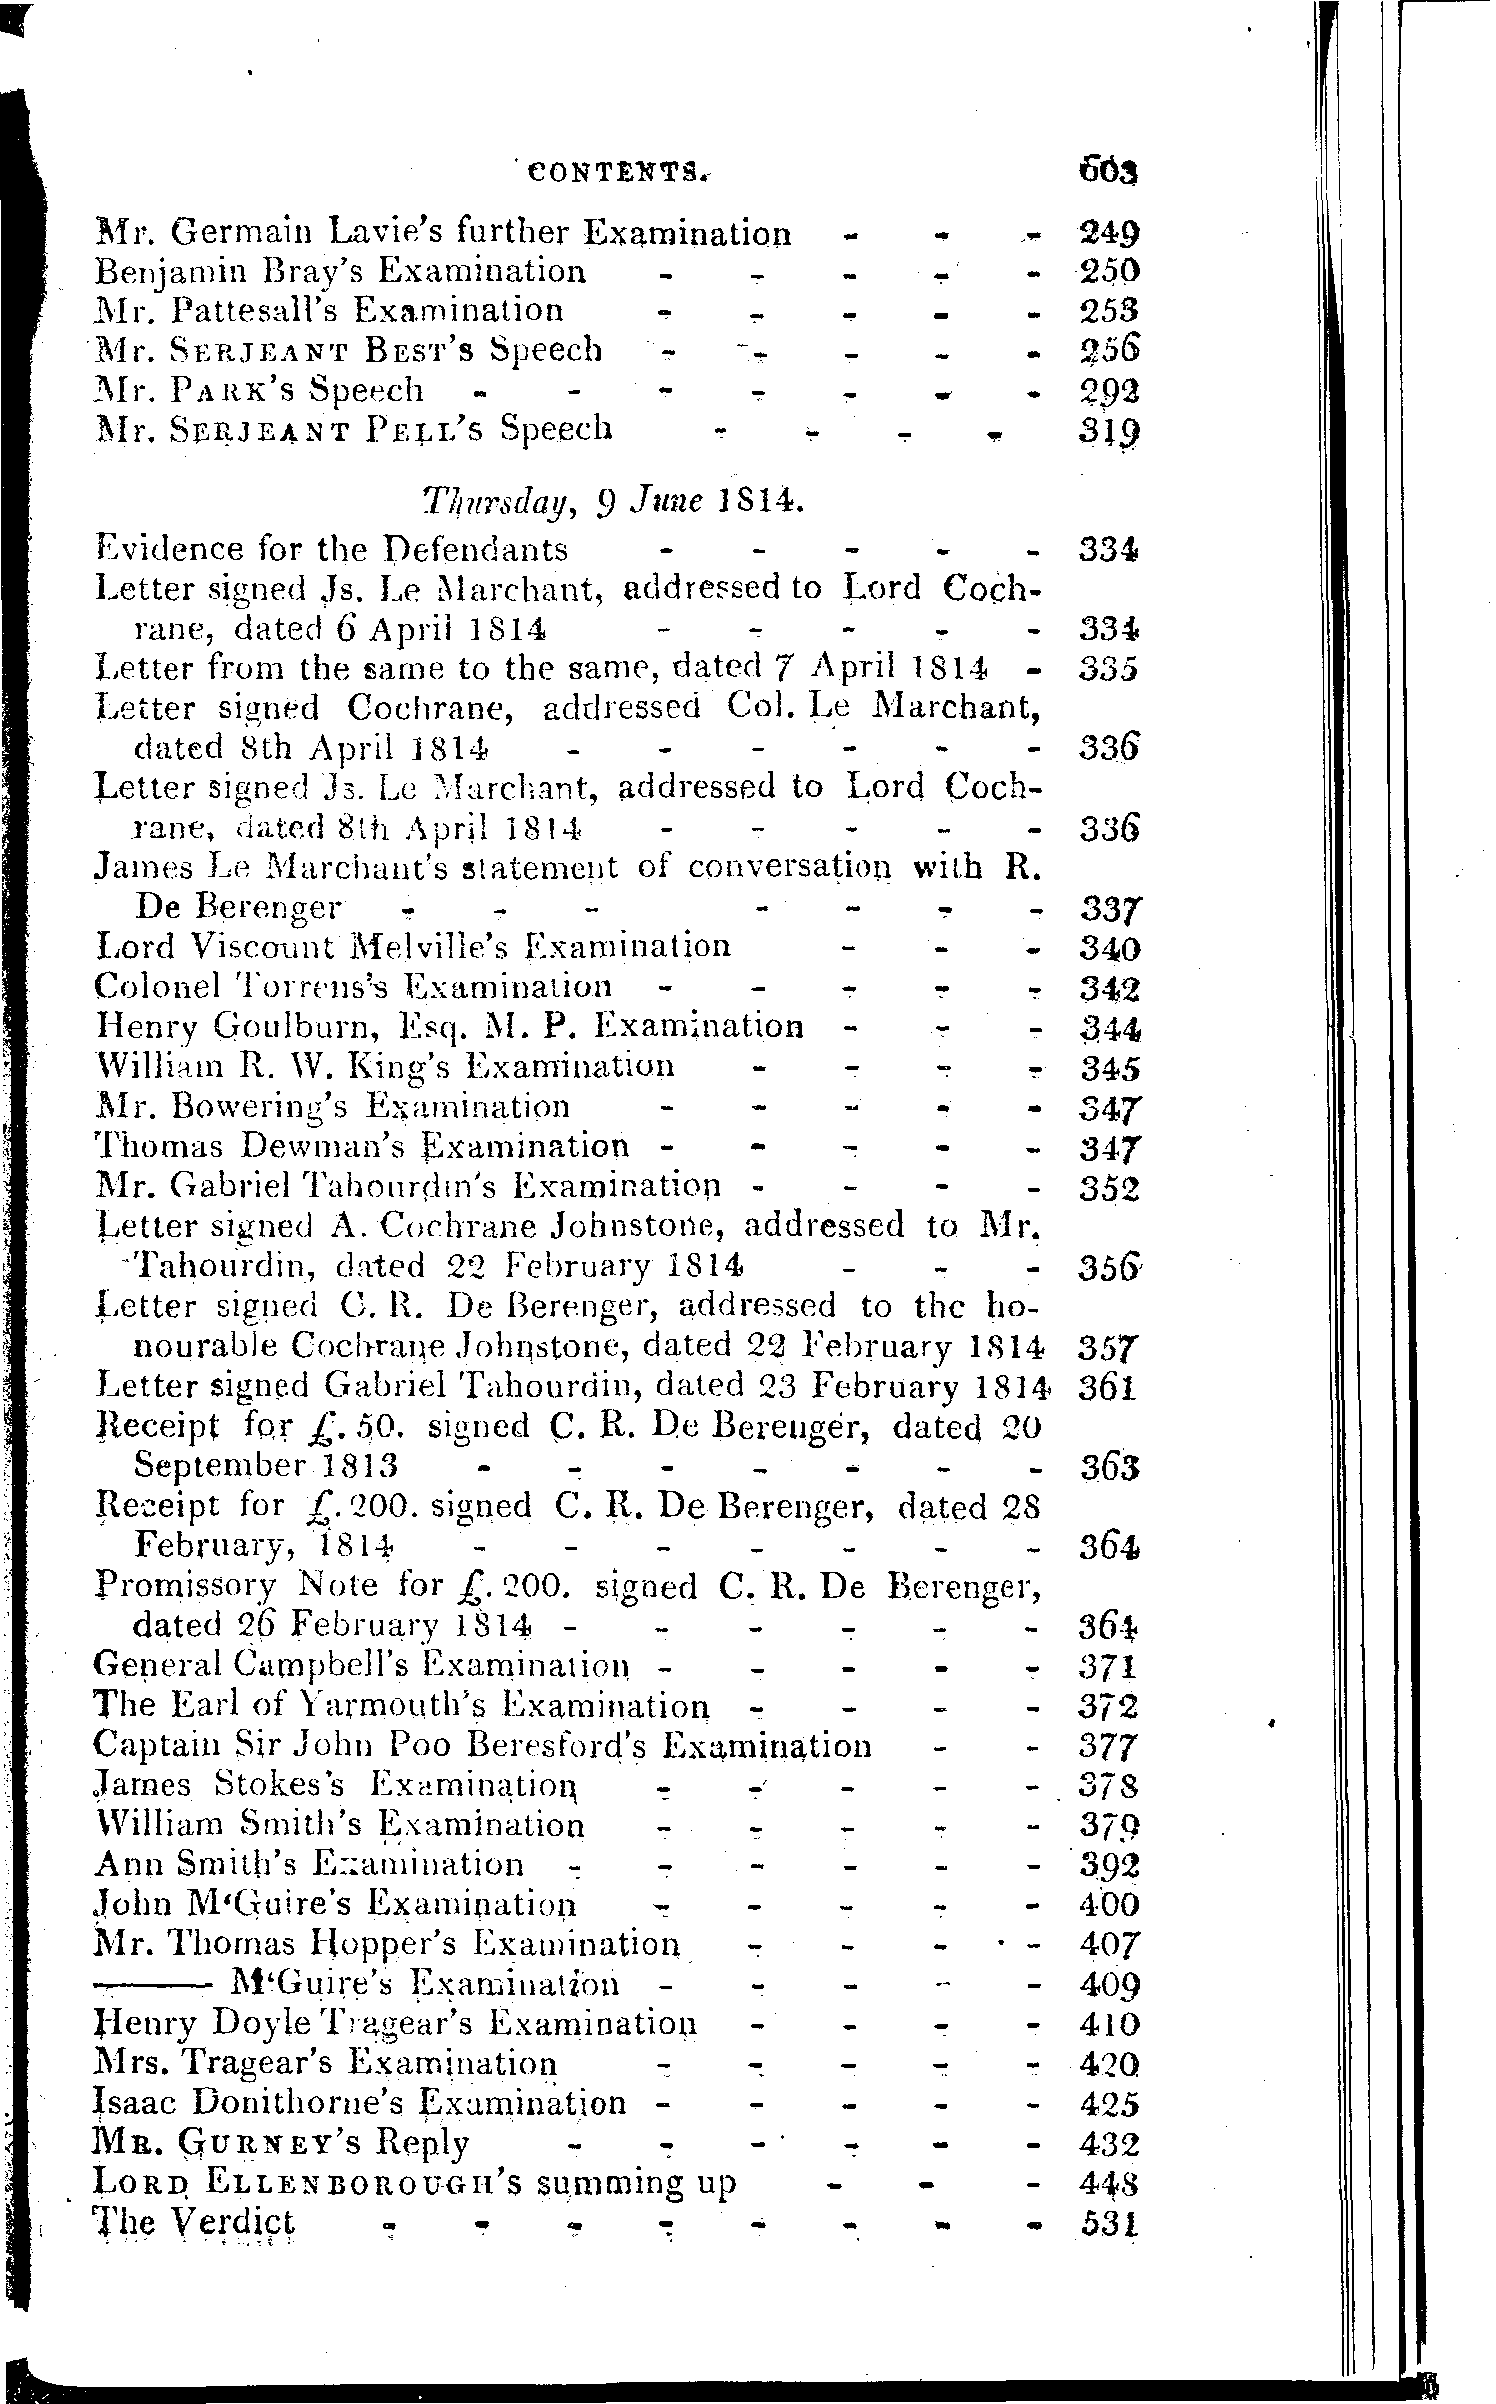 CONTENTS. 603
Mr. Germain Lavie's further Examination - - - 249
Benjamin Bray's Examination - - - - - 250
Mr. Pattesall's Examination - - - - - 253
Mr. SERJEANT BEST'S Speech - - - - - 256
Mr. PARK'S Speech - - - - - - - 292
Mr. SERJEANT PELL'S Speech - - - - 319
Thursday, 9 June 1814.
Evidence for the Defendants - - - - - 334
Letter signed Js. Le Marchant, addressed to Lord Coch-
rane, dated 6 April 1814 - - - - - 334
Letter from the same to the same, dated 7 April 1814 - 335
Letter signed Cochrane, addressed Col. Le Marchant,
dated 8th April 1814 - - - - - - 336
Letter signed Js. Le Marchant, addressed to Lord Coch-
rane, dated 8th April 1814 - - - - - 336
James Le Marchant's statement of conversation with R.
De Berenger - - - - - - - 337
Lord Viscount Melville's Examination - - - 340
Colonel Torrens's Examination - - - - - 342
Henry Goulburn, Esq. M. P. Examination - - - 344
William R. W. King's Examination - - - - 345
Mr. Bowering's Examination - - - - - 347
Thomas Dewman's Examination - - - - - 347
Mr. Gabriel Tahourdin's Examination - - - - 352
Letter signed A. Cochrane Johnstone, addressed to Mr.
Tahourdin, dated 22 February 1814 - - - 356
Letter signed C. R. De Berenger, addressed to the ho-
nourable Cochrane Johnstone, dated 22 February 1814 357
Letter signed Gabriel Tahourdin, dated 23 February 1814 361
Receipt for £. 50. signed C. R. De Berenger, dated 20
September 1813 - - - - - - - 363
Receipt for £. 200. signed C. R. De Berenger, dated 28
February, 1814 - - - - - - - 364
Promissory Note for £. 200. signed C. R. De Berenger,
dated 26 February 1814 - - - - - - 364
General Campbell's Examination - - - - - 371
The Earl of Yarmouth's Examination - - - - 372
Captain Sir John Poo Beresford's Examination - - 377
James Stokes's Examination - - - - - 378
William Smith's Examination - - - - - 379
Ann Smith's Examination - - - - - - 392
John M'Guire's Examination - - - - - 400
Mr. Thomas Hopper's Examination - - - - 407
——— M'Guire's Examination - - - - - 409
Henry Doyle Tragear's Examination - - - - 410
Mrs. Tragear's Examination - - - - - 420
Isaac Donithorne's Examination - - - - - 425
MR. GURNEY'S Reply - - - - - - 432
LORD ELLENBOROUGH'S summing up - - - 448
The Verdict - - - - - - - - 531